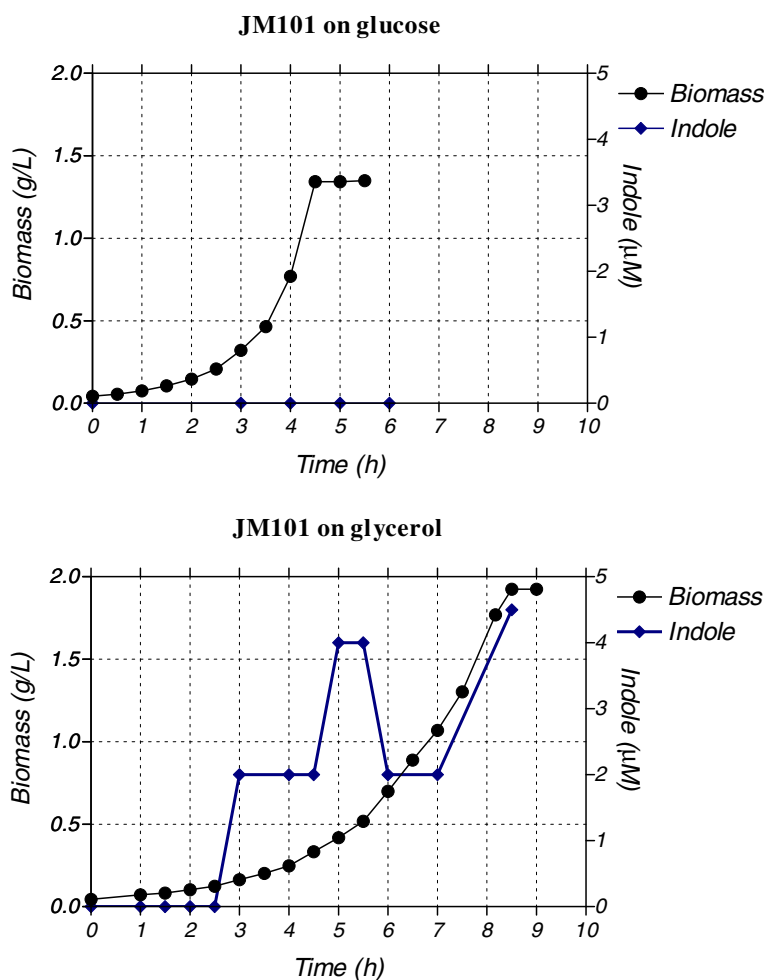 JM101 on glucose
2.0
1.5
1.0
0.5
0.0
Biomass (g/L)
5
4
3
2
1
0
Indole (µM)
0 1 2 3 4 5 6 7 8 9 10
Time (h)
Biomass
Indole
JM101 on glycerol
2.0
1.5
1.0
0.5
0.0
Biomass (g/L)
5
4
3
2
1
0
Indole (µM)
0 1 2 3 4 5 6 7 8 9 10
Time (h)
Biomass
Indole